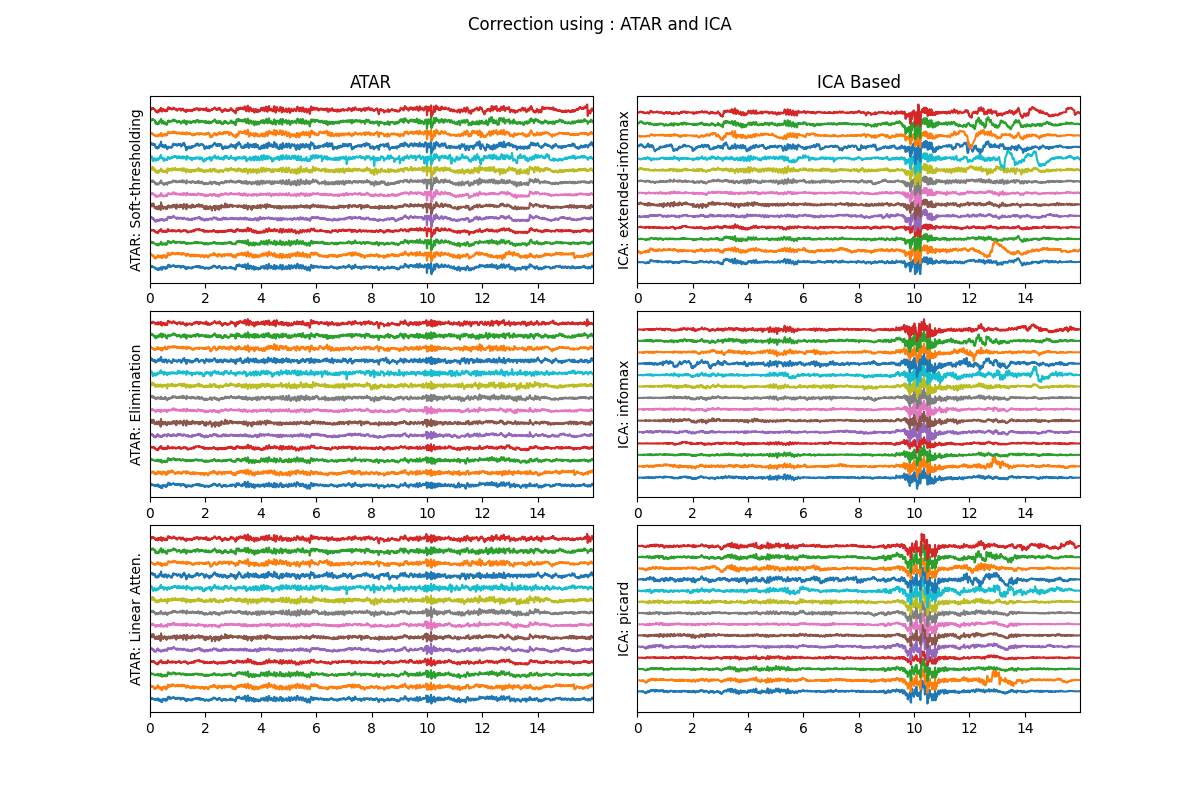 Correction using : ATAR and ICA
ATAR
ICA Based
ATAR: Soft-thresholding
0 2 4 6 8 10 12 14
ICA: extended-infomax
0 2 4 6 8 10 12 14
ATAR: Elimination
0 2 4 6 8 10 12 14
ICA: infomax
0 2 4 6 8 10 12 14
ATAR: Linear Atten.
0 2 4 6 8 10 12 14
ICA: picard
0 2 4 6 8 10 12 14